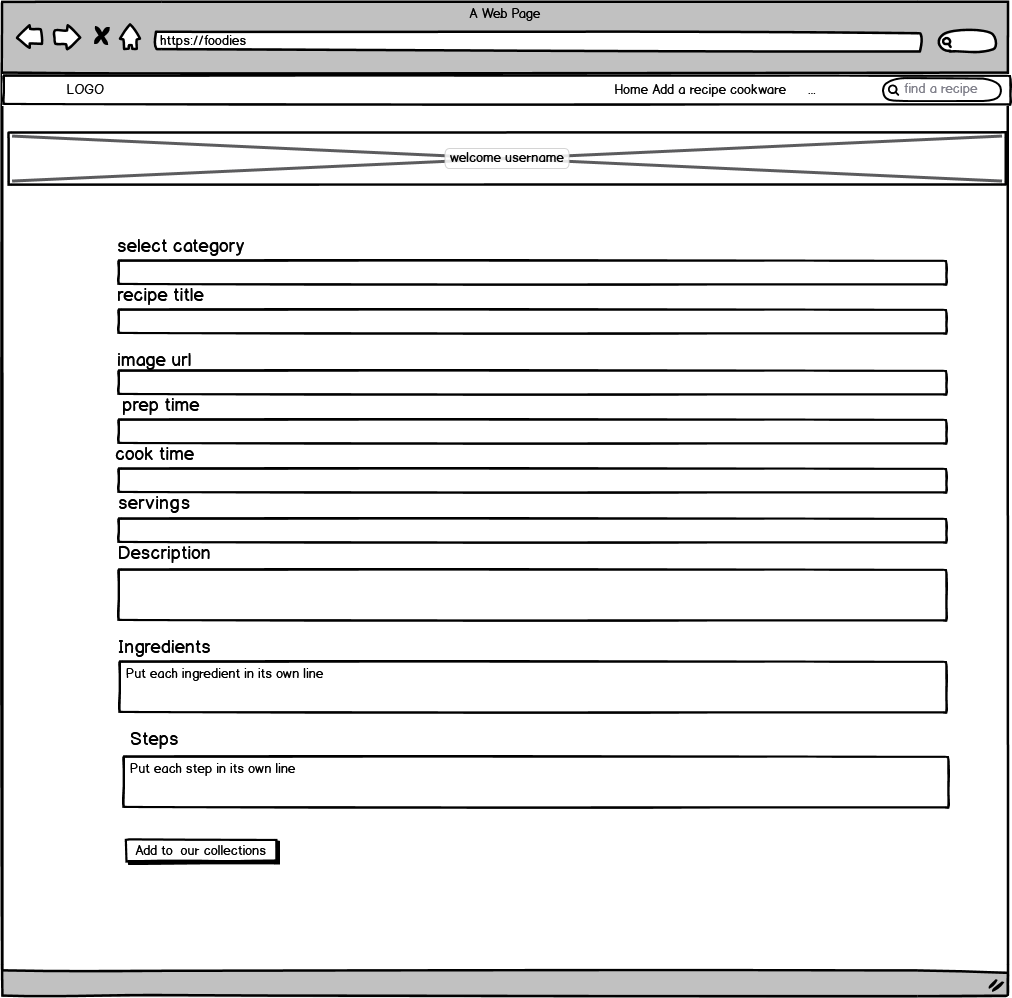 A Web Page
https://foodies
LOGO
Home Add a recipe cookware ... find a recipe
welcome username
select category
recipe title
image url
prep time
cook time
servings
Description
Ingredients
Put each ingredient in its own line
Steps
Put each step in its own line
Add to our collections